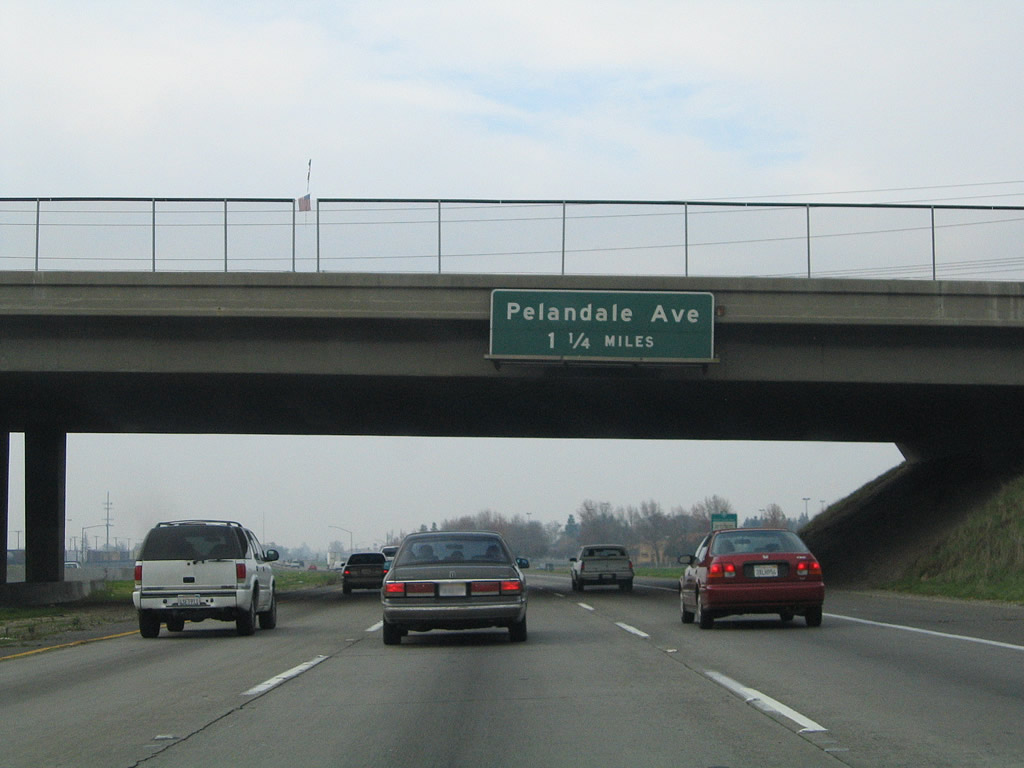 Pelandale Ave
1 1/4 MILES